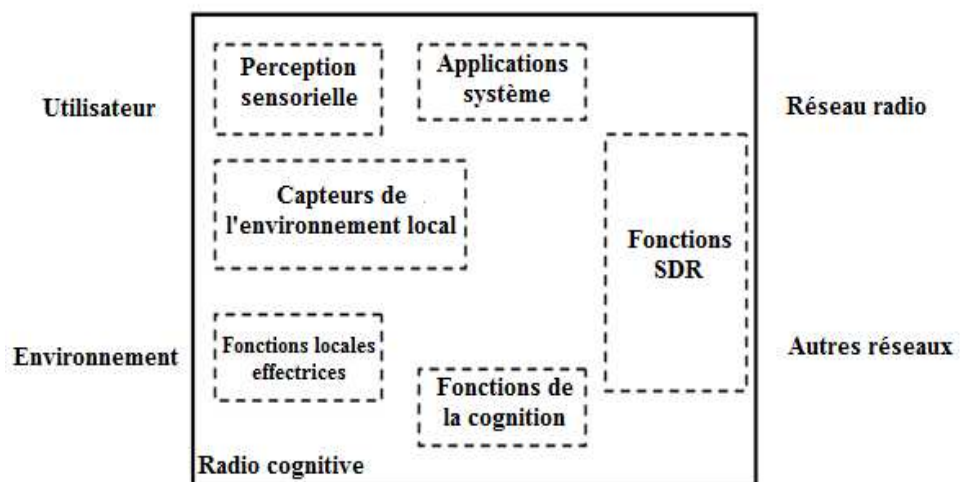 Perception
sensorielle
Applications
système
Utilisateur
Réseau radio
Capteurs de
l'environnement local
Fonctions
SDR
Environnement
Fonctions locales
effectrices
Autres réseaux
Fonctions de
la cognition
Radio cognitive